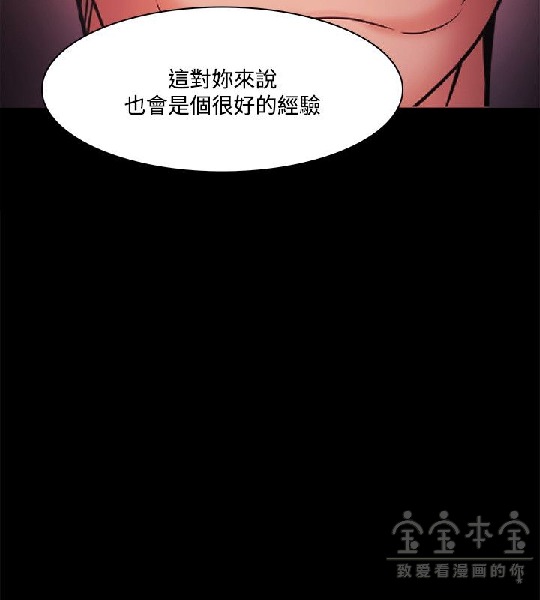 這對妳來說
也會是個很好的經驗
宝宝本宝
致爱看漫画的你